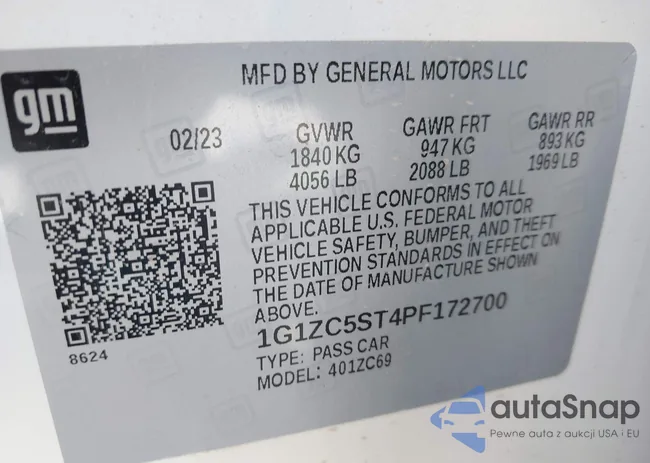 gm
MFD BY GENERAL MOTORS LLC
02/23 GVWR GAWR FRT GAWR RR
1840 KG 947 KG 893 KG
4056 LB 2088 LB 1969 LB
THIS VEHICLE CONFORMS TO ALL
APPLICABLE U.S. FEDERAL MOTOR
VEHICLE SAFETY, BUMPER, AND THEFT
PREVENTION STANDARDS IN EFFECT ON
THE DATE OF MANUFACTURE SHOWN
ABOVE.
1G1ZC5ST4PF172700
TYPE: PASS CAR
MODEL: 401ZC69
8624
autaSnap
Pewne auta z aukcji USA i EU